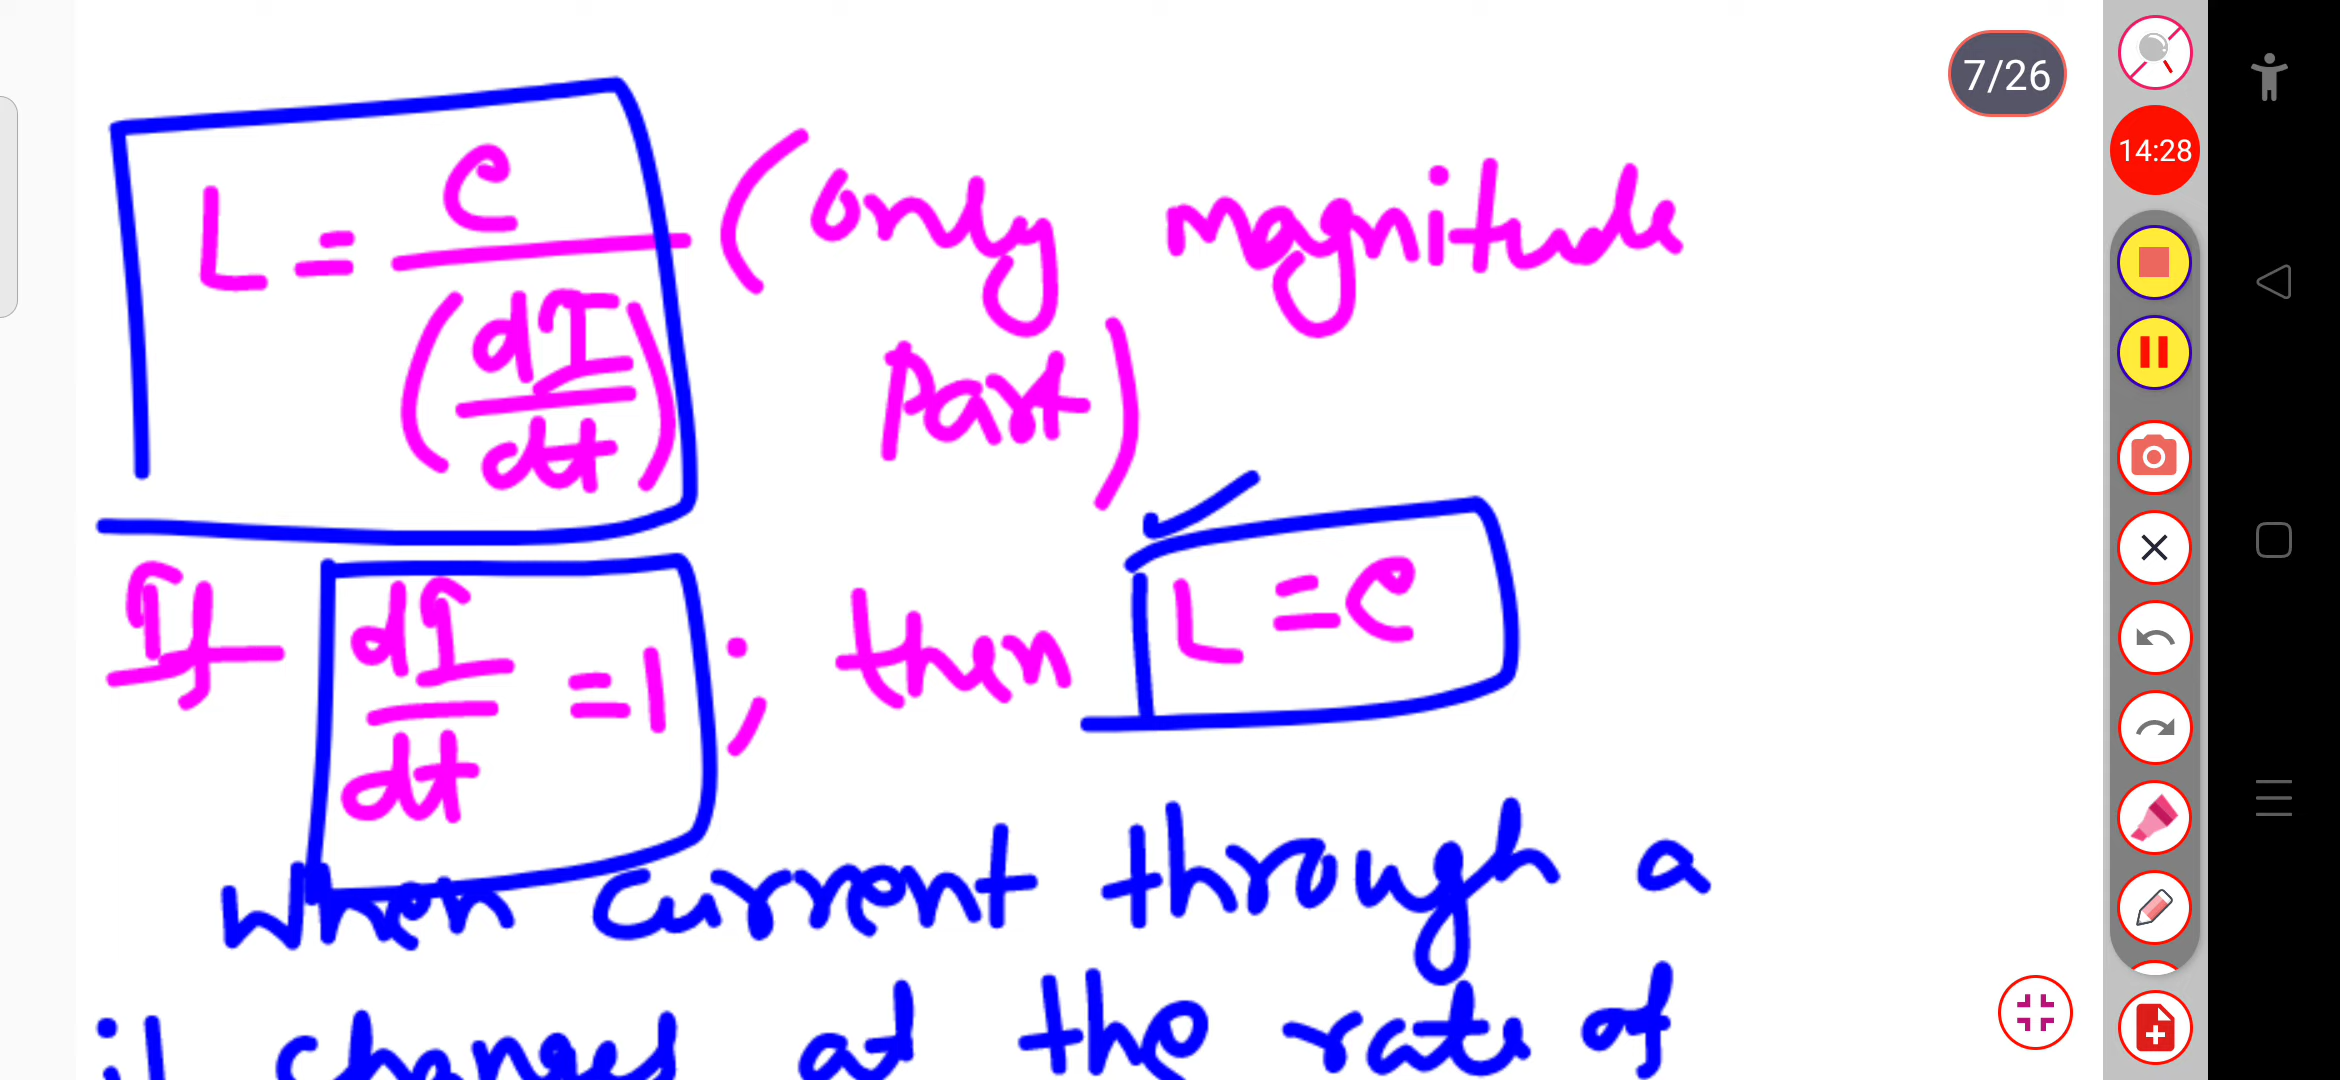 7/26
14:28
L = e / (dI/dt) (only magnitude
Part)
If dI/dt = 1 ; then L = e
when current through a
changes at the rate of